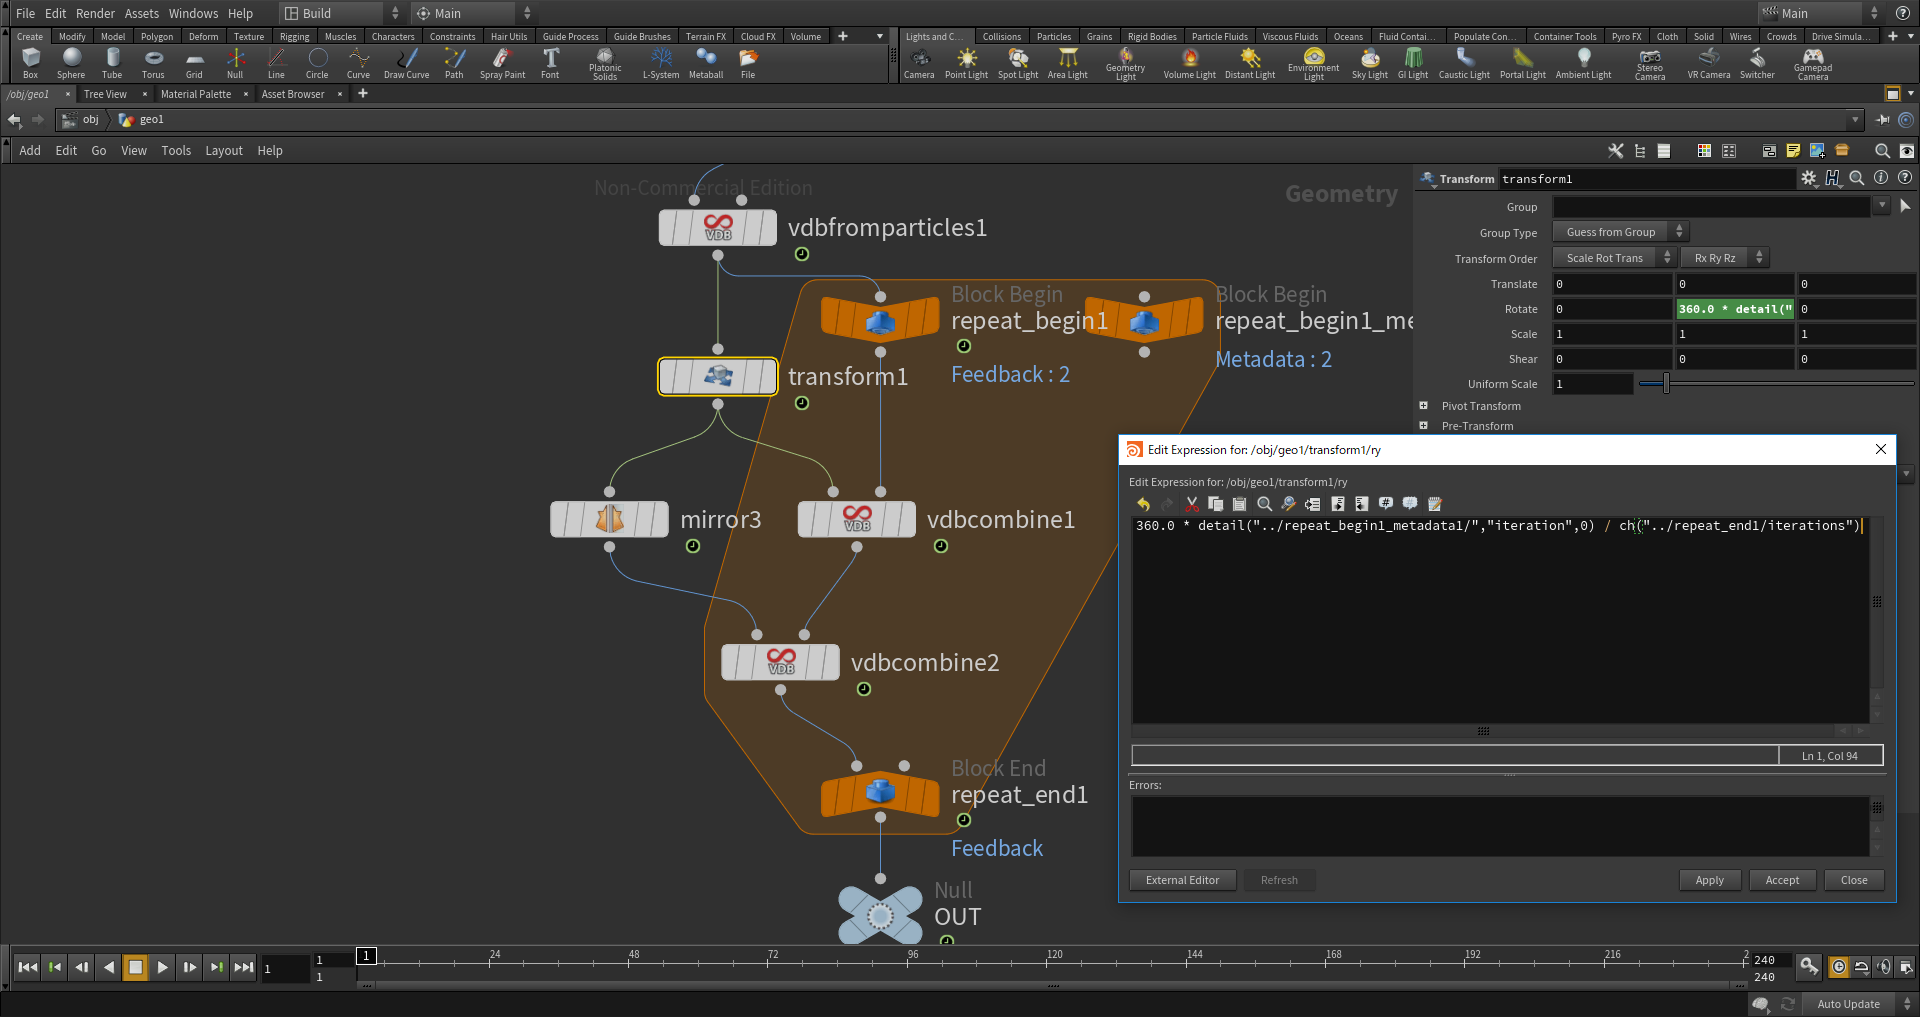 File Edit Render Assets Windows Help Build Main Main
Create Modify Model Polygon Deform Texture Rigging Muscles Characters Constraints Hair Utils Guide Process Guide Brushes Terrain FX Cloud FX Volume
Lights and C... Collisions Particles Grains Rigid Bodies Particle Fluids Viscous Fluids Oceans Fluid Contai... Populate Con... Container Tools Pyro FX Cloth Solid Wires Crowds Drive Simula...
Box Sphere Tube Torus Grid Null Line Circle Curve Draw Curve Path Spray Paint Font Platonic Solids L-System Metaball File
Camera Point Light Spot Light Area Light Geometry Light Volume Light Distant Light Environment Light Sky Light GI Light Caustic Light Portal Light Ambient Light Stereo Camera VR Camera Switcher Gamepad Camera
/obj/geo1 Tree View Material Palette Asset Browser
obj geo1
Add Edit Go View Tools Layout Help
Non-Commercial Edition
Geometry
vdbfromparticles1
VDB
Block Begin
repeat_begin1
Feedback : 2
Block Begin
repeat_begin1_me
Metadata : 2
transform1
mirror3
vdbcombine1
VDB
vdbcombine2
VDB
Block End
repeat_end1
Feedback
Null
OUT
Transform transform1
Group
Group Type Guess from Group
Transform Order Scale Rot Trans Rx Ry Rz
Translate 0 0 0
Rotate 0 360.0 * detail(" 0
Scale 1 1 1
Shear 0 0 0
Uniform Scale 1
Pivot Transform
Pre-Transform
Edit Expression for: /obj/geo1/transform1/ry
Edit Expression for: /obj/geo1/transform1/ry
360.0 * detail("../repeat_begin1_metadata1/","iteration",0) / ch("../repeat_end1/iterations")
Ln 1, Col 94
Errors:
External Editor Refresh Apply Accept Close
1 1 1 1 24 48 72 96 120 144 168 192 216 2 240 240
Auto Update